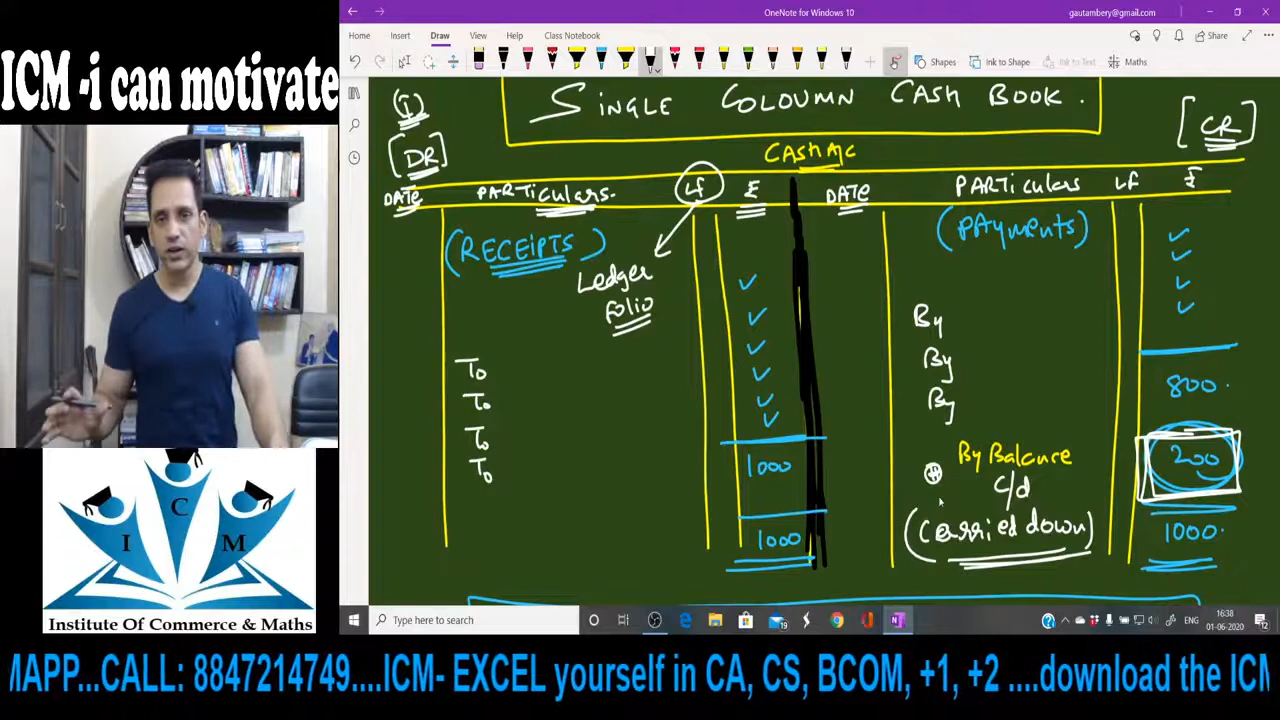 ICM -i can motivate
OneNote for Windows 10
gautambery@gmail.com
Home Insert Draw View Help Class Notebook
Share
Shapes
Ink to Shape
Ink to Text
Maths
(I)
SINGLE COLOUMN CASH BOOK.
[DR]
[CR]
CASH A/C
DATE PARTICULARS. LF ₹ DATE PARTICULARS LF ₹
(RECEIPTS)
(PAYMENTS)
Ledger
folio
By
By
By
To
To
To
To
1000
1000
800.
By Balance
c/d
(carried down)
200
1000.
I C M
Institute Of Commerce & Maths
Type here to search
19
ENG
16:38
01-06-2020
12
MAPP...CALL: 8847214749....ICM- EXCEL yourself in CA, CS, BCOM, +1, +2 ....download the ICM